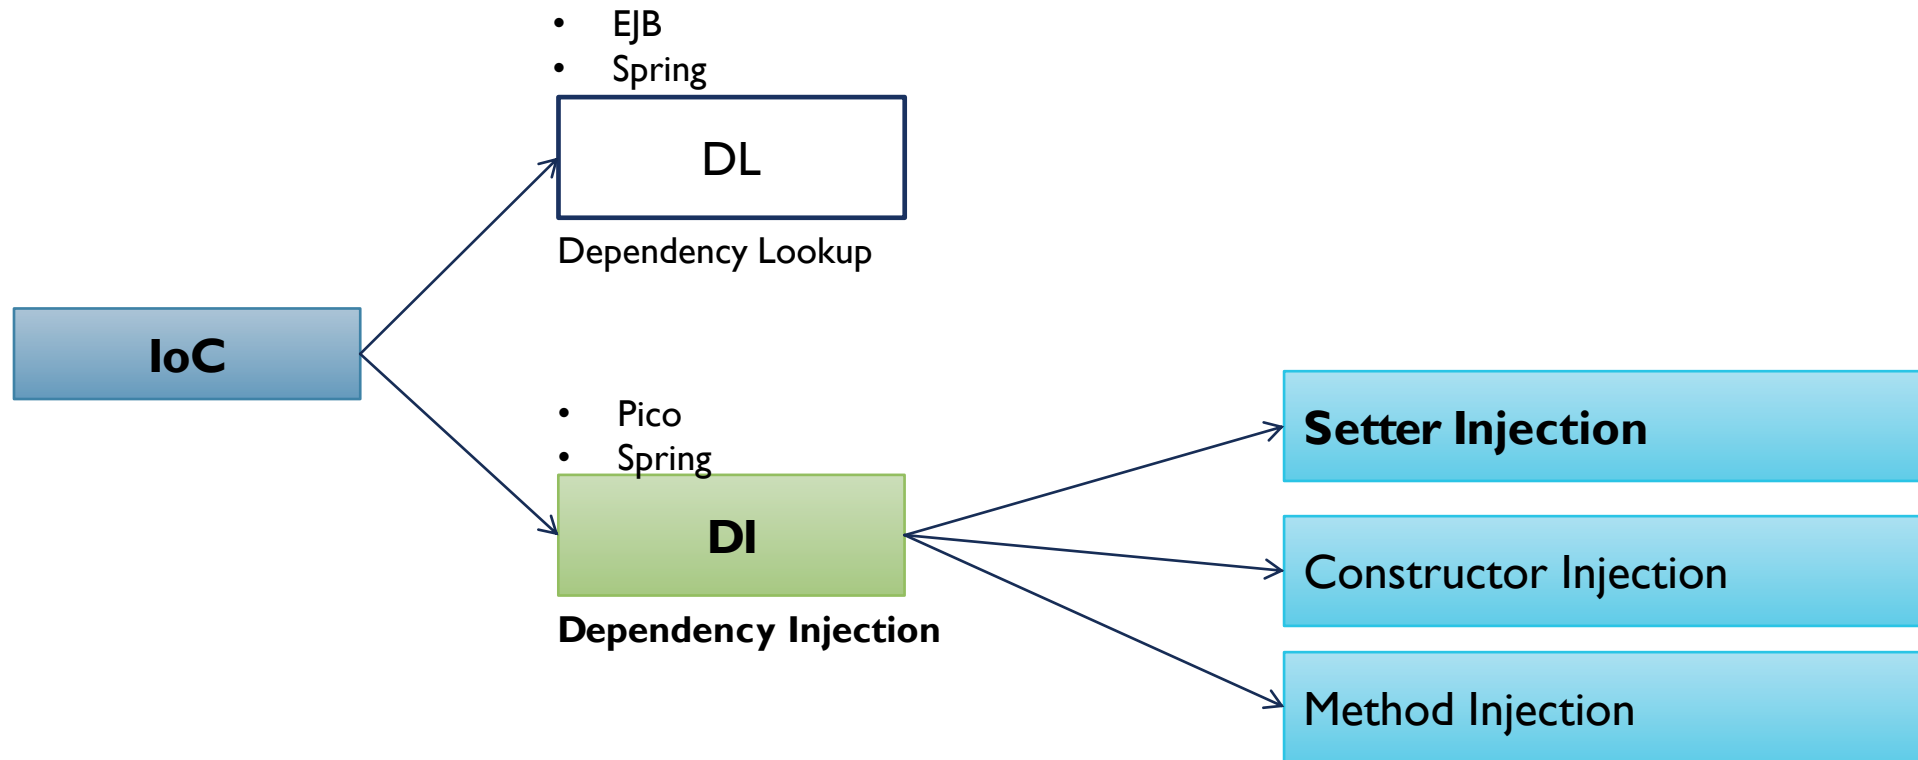 • EJB
• Spring
DL
Dependency Lookup
IoC
• Pico
• Spring
DI
Dependency Injection
Setter Injection
Constructor Injection
Method Injection